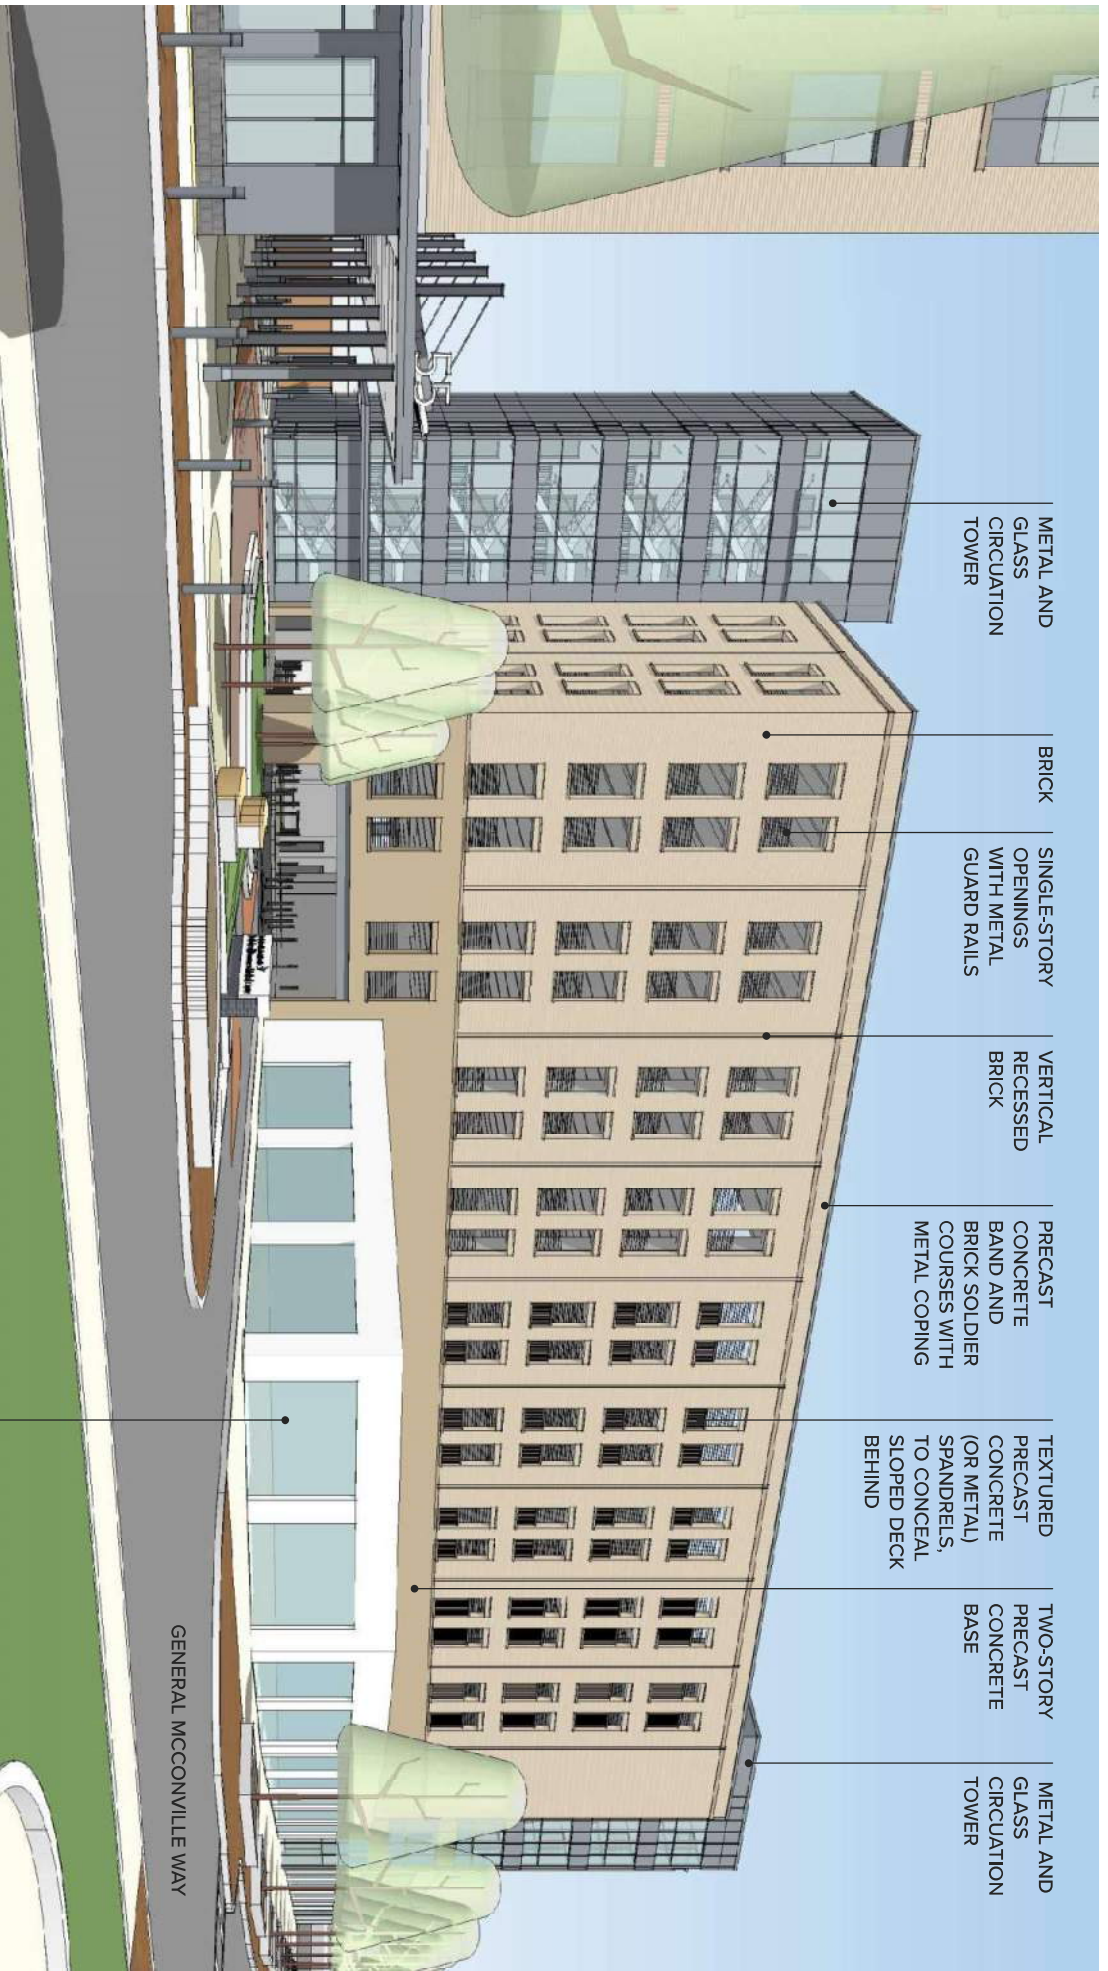 METAL AND
GLASS
CIRCUATION
TOWER
BRICK
SINGLE-STORY
OPENINGS
WITH METAL
GUARD RAILS
VERTICAL
RECESSED
BRICK
PRECAST
CONCRETE
BAND AND
BRICK SOLDIER
COURSES WITH
METAL COPING
TEXTURED
PRECAST
CONCRETE
(OR METAL)
SPANDRELS,
TO CONCEAL
SLOPED DECK
BEHIND
TWO-STORY
PRECAST
CONCRETE
BASE
METAL AND
GLASS
CIRCUATION
TOWER
GENERAL MCCONVILLE WAY